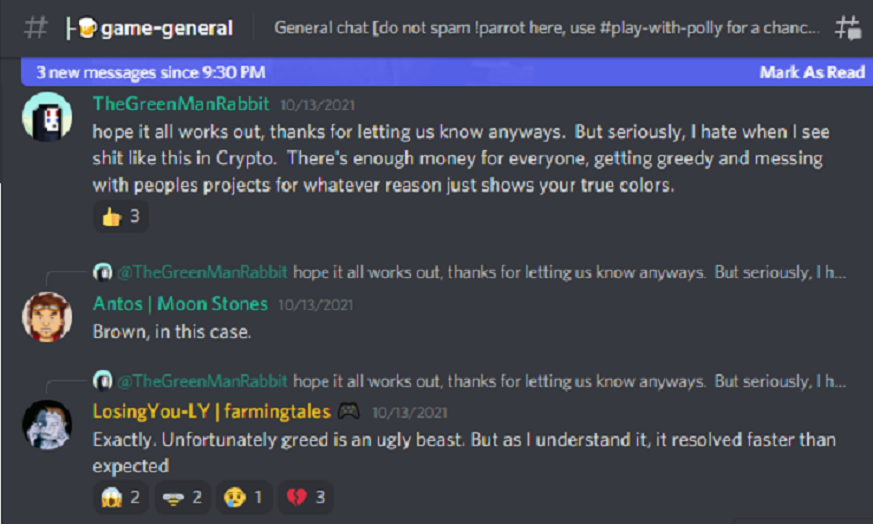 # ├🍺game-general General chat [do not spam !parrot here, use #play-with-polly for a chanc...
3 new messages since 9:30 PM Mark As Read
TheGreenManRabbit 10/13/2021
hope it all works out, thanks for letting us know anyways. But seriously, I hate when I see
shit like this in Crypto. There's enough money for everyone, getting greedy and messing
with peoples projects for whatever reason just shows your true colors.
👍 3
@TheGreenManRabbit hope it all works out, thanks for letting us know anyways. But seriously, I h...
Antos | Moon Stones 10/13/2021
Brown, in this case.
@TheGreenManRabbit hope it all works out, thanks for letting us know anyways. But seriously, I h...
LosingYou-LY | farmingtales 🎮 10/13/2021
Exactly. Unfortunately greed is an ugly beast. But as I understand it, it resolved faster than
expected
😱 2 2 😢 1 💔 3